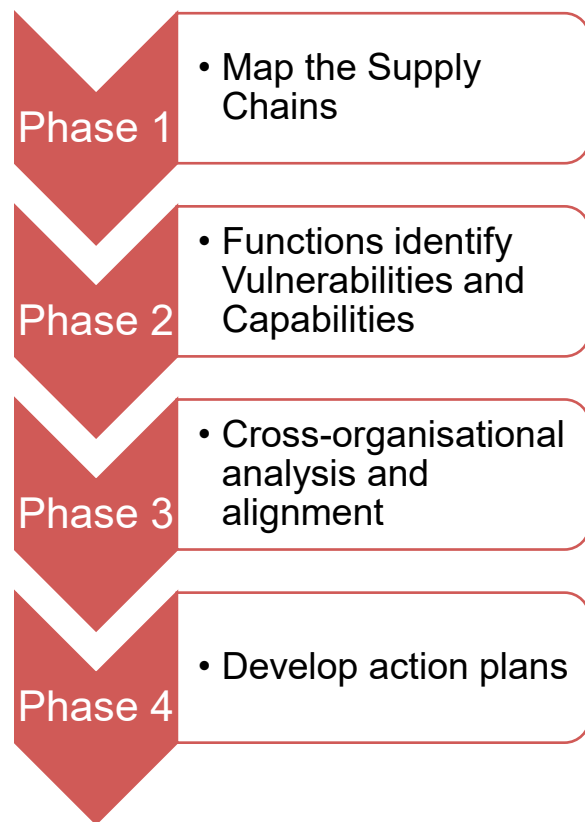 Phase 1
• Map the Supply
Chains
Phase 2
• Functions identify
Vulnerabilities and
Capabilities
Phase 3
• Cross-organisational
analysis and
alignment
Phase 4
• Develop action plans